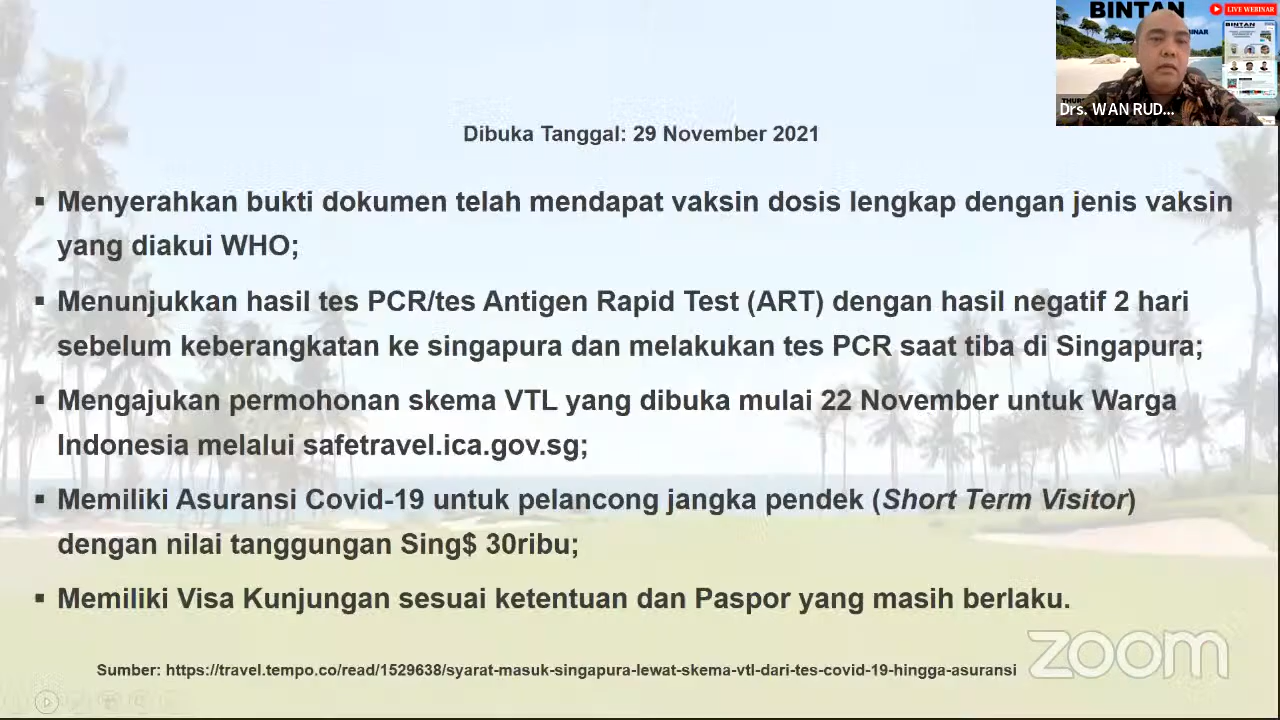 BINTAN
LIVE WEBINAR
Drs. WAN RUD...
Dibuka Tanggal: 29 November 2021
▪ Menyerahkan bukti dokumen telah mendapat vaksin dosis lengkap dengan jenis vaksin
yang diakui WHO;
▪ Menunjukkan hasil tes PCR/tes Antigen Rapid Test (ART) dengan hasil negatif 2 hari
sebelum keberangkatan ke singapura dan melakukan tes PCR saat tiba di Singapura;
▪ Mengajukan permohonan skema VTL yang dibuka mulai 22 November untuk Warga
Indonesia melalui safetravel.ica.gov.sg;
▪ Memiliki Asuransi Covid-19 untuk pelancong jangka pendek (Short Term Visitor)
dengan nilai tanggungan Sing$ 30ribu;
▪ Memiliki Visa Kunjungan sesuai ketentuan dan Paspor yang masih berlaku.
zoom
Sumber: https://travel.tempo.co/read/1529638/syarat-masuk-singapura-lewat-skema-vtl-dari-tes-covid-19-hingga-asuransi